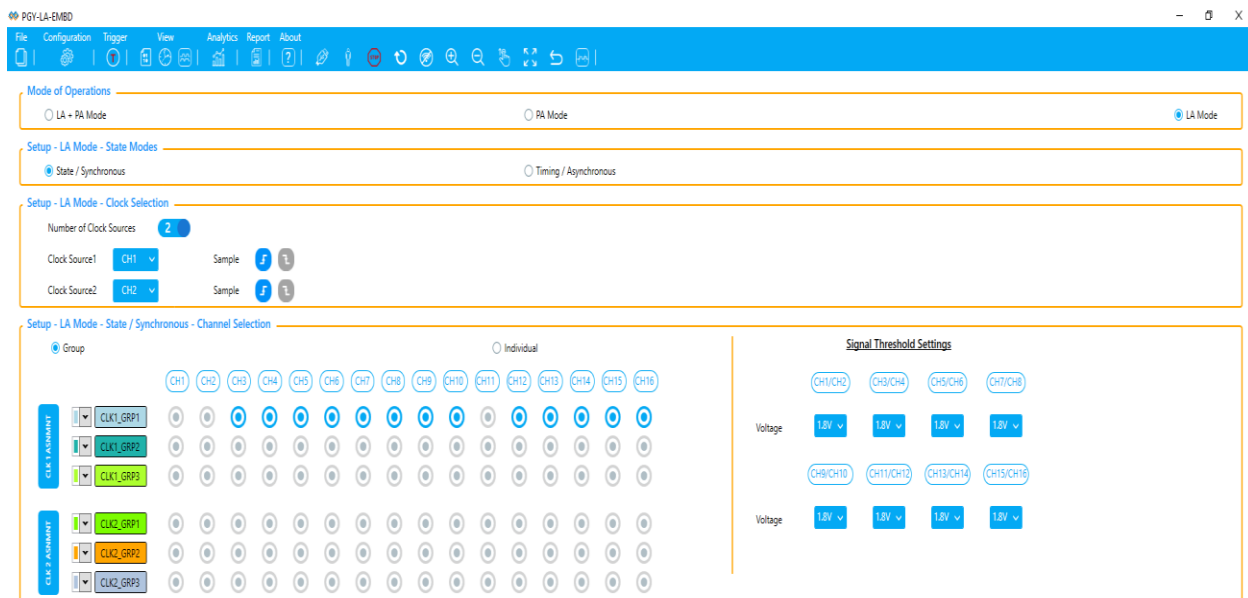 PGY-LA-EMBD
File Configuration Trigger View Analytics Report About
Mode of Operations
LA + PA Mode PA Mode LA Mode
Setup - LA Mode - State Modes
State / Synchronous Timing / Asynchronous
Setup - LA Mode - Clock Selection
Number of Clock Sources 2
Clock Source1 CH1 Sample
Clock Source2 CH2 Sample
Setup - LA Mode - State / Synchronous - Channel Selection
Group Individual
CH1 CH2 CH3 CH4 CH5 CH6 CH7 CH8 CH9 CH10 CH11 CH12 CH13 CH14 CH15 CH16
CLK 1 ASNMNT
CLK1_GRP1
CLK1_GRP2
CLK1_GRP3
CLK 2 ASNMNT
CLK2_GRP1
CLK2_GRP2
CLK2_GRP3
Signal Threshold Settings
CH1/CH2 CH3/CH4 CH5/CH6 CH7/CH8
Voltage 1.8V 1.8V 1.8V 1.8V
CH9/CH10 CH11/CH12 CH13/CH14 CH15/CH16
Voltage 1.8V 1.8V 1.8V 1.8V